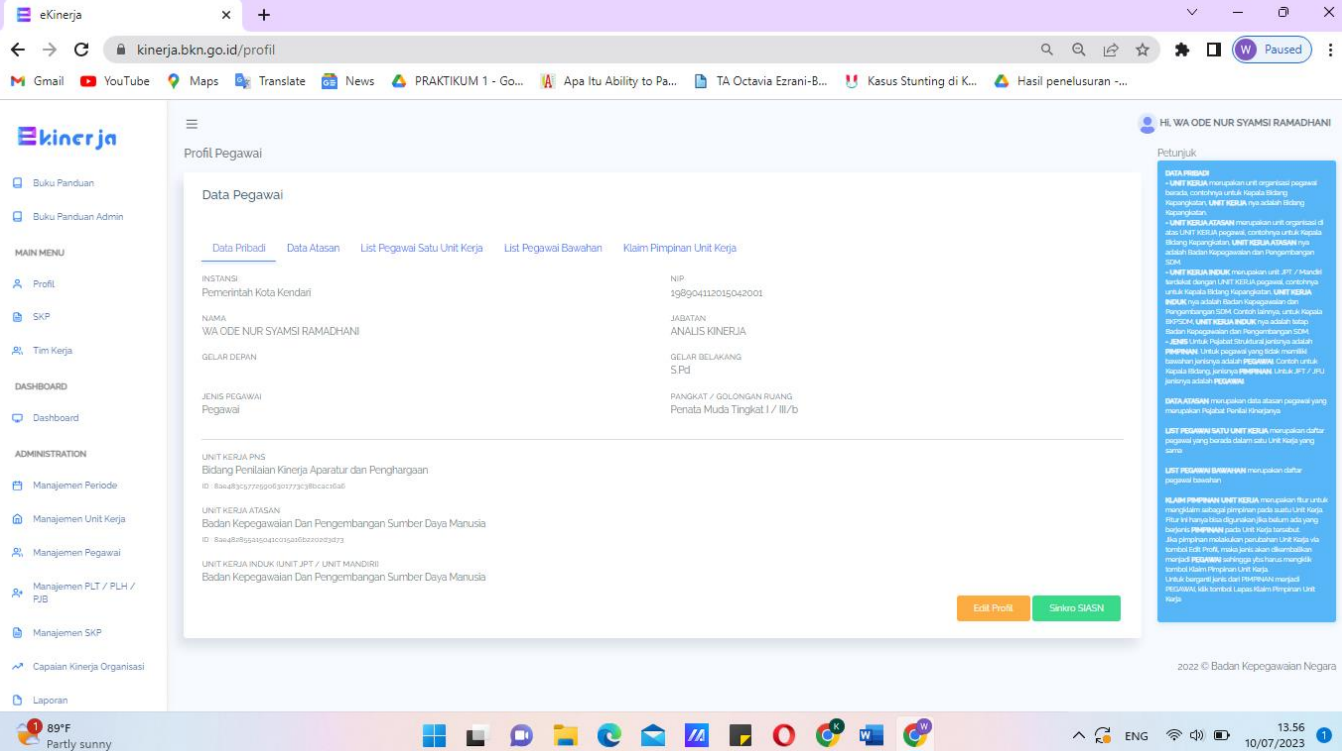 eKinerja
kinerja.bkn.go.id/profil
W Paused
Gmail
YouTube
Maps
Translate
News
PRAKTIKUM 1 - Go...
Apa Itu Ability to Pa...
TA Octavia Ezrani-B...
Kasus Stunting di K...
Hasil penelusuran -...
Ekinerja
Buku Panduan
Buku Panduan Admin
MAIN MENU
Profil
SKP
Tim Kerja
DASHBOARD
Dashboard
ADMINISTRATION
Manajemen Periode
Manajemen Unit Kerja
Manajemen Pegawai
Manajemen PLT / PLH /
PJB
Manajemen SKP
Capaian Kinerja Organisasi
Laporan
Hi, WA ODE NUR SYAMSI RAMADHANI
Profil Pegawai
Data Pegawai
Data Pribadi
Data Atasan
List Pegawai Satu Unit Kerja
List Pegawai Bawahan
Klaim Pimpinan Unit Kerja
INSTANSI
Pemerintah Kota Kendari
NIP
198904112015042001
NAMA
WA ODE NUR SYAMSI RAMADHANI
JABATAN
ANALIS KINERJA
GELAR DEPAN
GELAR BELAKANG
S.Pd
JENIS PEGAWAI
Pegawai
PANGKAT / GOLONGAN RUANG
Penata Muda Tingkat I / III/b
UNIT KERJA PNS
Bidang Penilaian Kinerja Aparatur dan Penghargaan
UNIT KERJA ATASAN
Badan Kepegawaian Dan Pengembangan Sumber Daya Manusia
UNIT KERJA INDUK (UNIT JPT / UNIT MANDIRI)
Badan Kepegawaian Dan Pengembangan Sumber Daya Manusia
Edit Profil
Sinkro SIASN
Petunjuk
DATA PRIBADI
- UNIT KERJA merupakan unit organisasi pegawai
berada, contohnya untuk Kepala Bidang
Kepangkatan, UNIT KERJA nya adalah Bidang
Kepangkatan.
- UNIT KERJA ATASAN merupakan unit organisasi di
atas UNIT KERJA pegawai, contohnya untuk Kepala
Bidang Kepangkatan, UNIT KERJA ATASAN nya
adalah Badan Kepegawaian dan Pengembangan
SDM
- UNIT KERJA INDUK merupakan unit JPT / Mandiri
terdekat dengan UNIT KERJA pegawai, contohnya
untuk Kepala Bidang Kepangkatan, UNIT KERJA
INDUK nya adalah Badan Kepegawaian dan
Pengembangan SDM. Contoh lainnya, untuk Kepala
BKPSDM, UNIT KERJA INDUK nya adalah tetap
Badan Kepegawaian dan Pengembangan SDM.
- JENIS Untuk Pejabat Struktural jenisnya adalah
PIMPINAN. Untuk pegawai yang tidak memiliki
bawahan jenisnya adalah PEGAWAI. Contoh untuk
Kepala Bidang, jenisnya PIMPINAN. Untuk JFT / JFU
jenisnya adalah PEGAWAI
DATA ATASAN merupakan data atasan pegawai yang
merupakan Pejabat Penilai Kinerjanya
LIST PEGAWAI SATU UNIT KERJA merupakan daftar
pegawai yang berada dalam satu Unit Kerja yang
sama
LIST PEGAWAI BAWAHAN merupakan daftar
pegawai bawahan
KLAIM PIMPINAN UNIT KERJA merupakan fitur untuk
mengklaim sebagai pimpinan pada suatu Unit Kerja.
Fitur ini hanya bisa digunakan jika belum ada yang
berjenis PIMPINAN pada Unit Kerja tersebut.
Jika pimpinan melakukan perubahan Unit Kerja via
tombol Edit Profil, maka jenis akan dikembalikan
menjadi PEGAWAI sehingga ybs harus mengklik
tombol Klaim Pimpinan Unit Kerja.
Untuk berganti jenis dari PIMPINAN menjadi
PEGAWAI, klik tombol Lepas Klaim Pimpinan Unit
Kerja
2022 © Badan Kepegawaian Negara
1
89°F
Partly sunny
K
W
ENG
13.56
10/07/2023
1